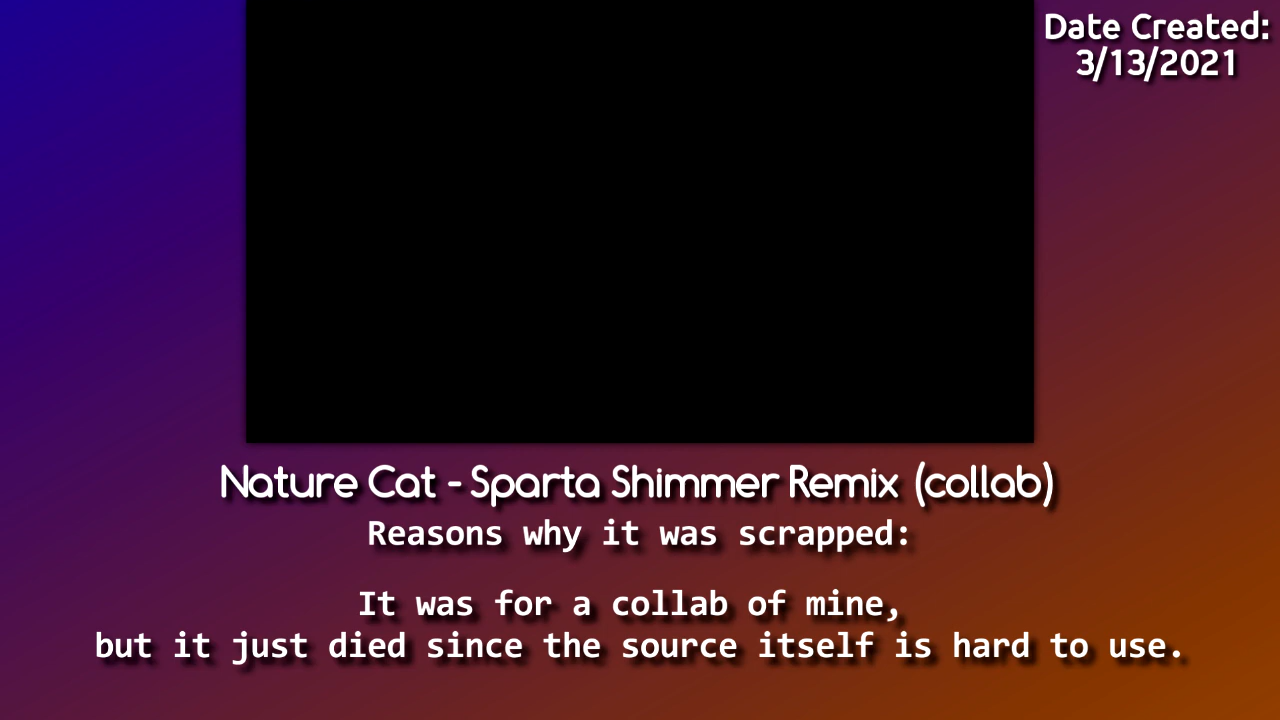 Date Created:
3/13/2021
Nature Cat - Sparta Shimmer Remix (collab)
Reasons why it was scrapped:
It was for a collab of mine,
but it just died since the source itself is hard to use.